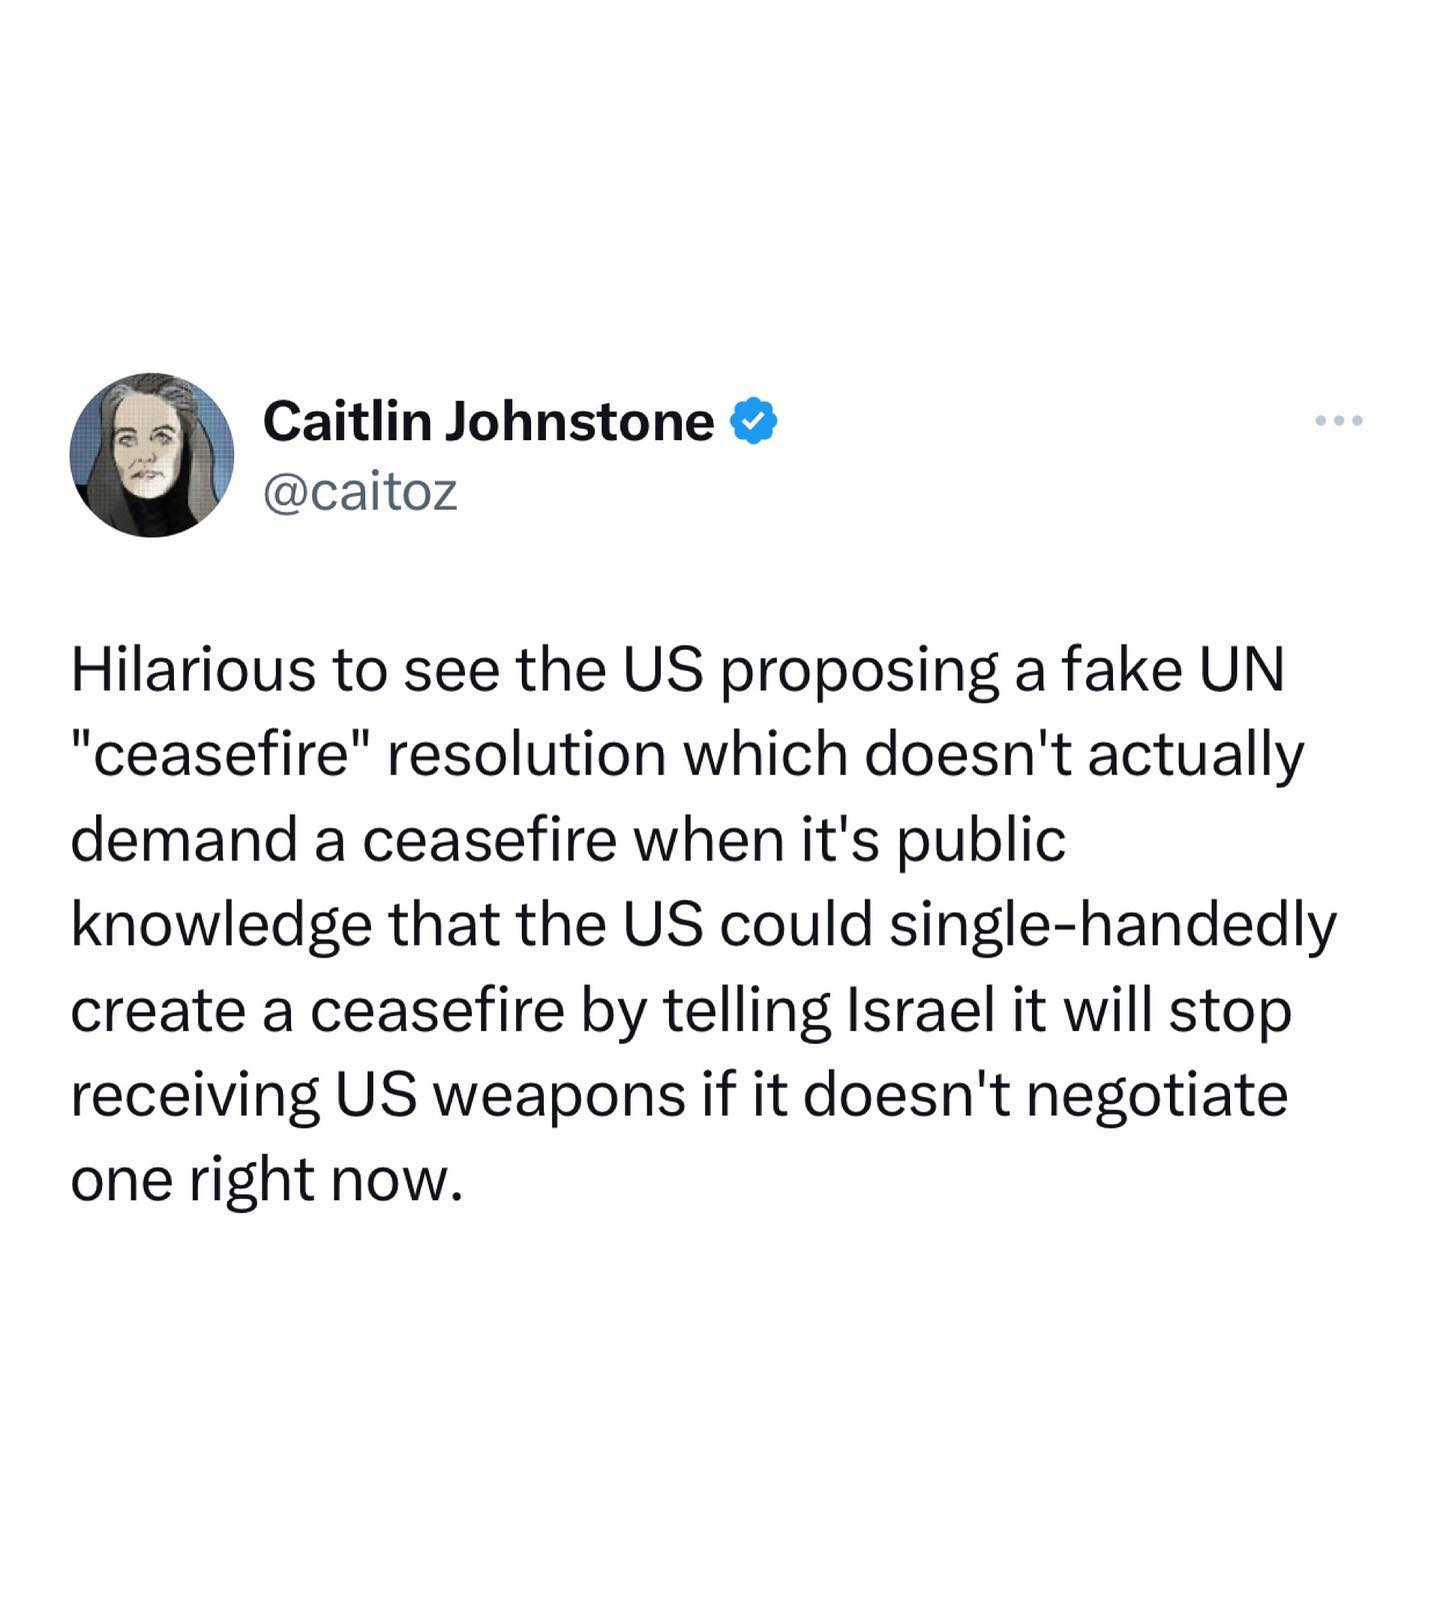 Caitlin Johnstone
@caitoz
Hilarious to see the US proposing a fake UN
"ceasefire" resolution which doesn't actually
demand a ceasefire when it's public
knowledge that the US could single-handedly
create a ceasefire by telling Israel it will stop
receiving US weapons if it doesn't negotiate
one right now.